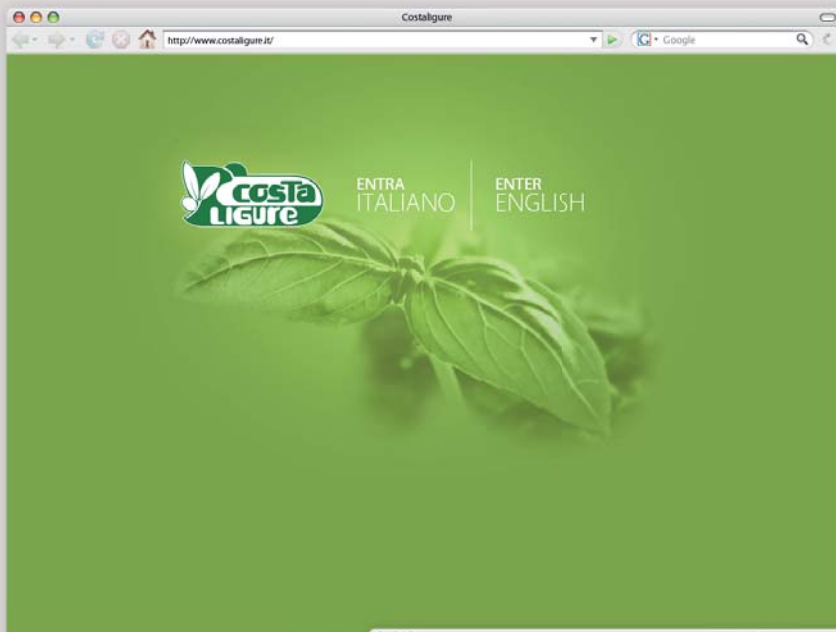 Costaligure
http://www.costaligure.it/
G
Google
COSTA
LIGURE
ENTRA
ITALIANO
ENTER
ENGLISH